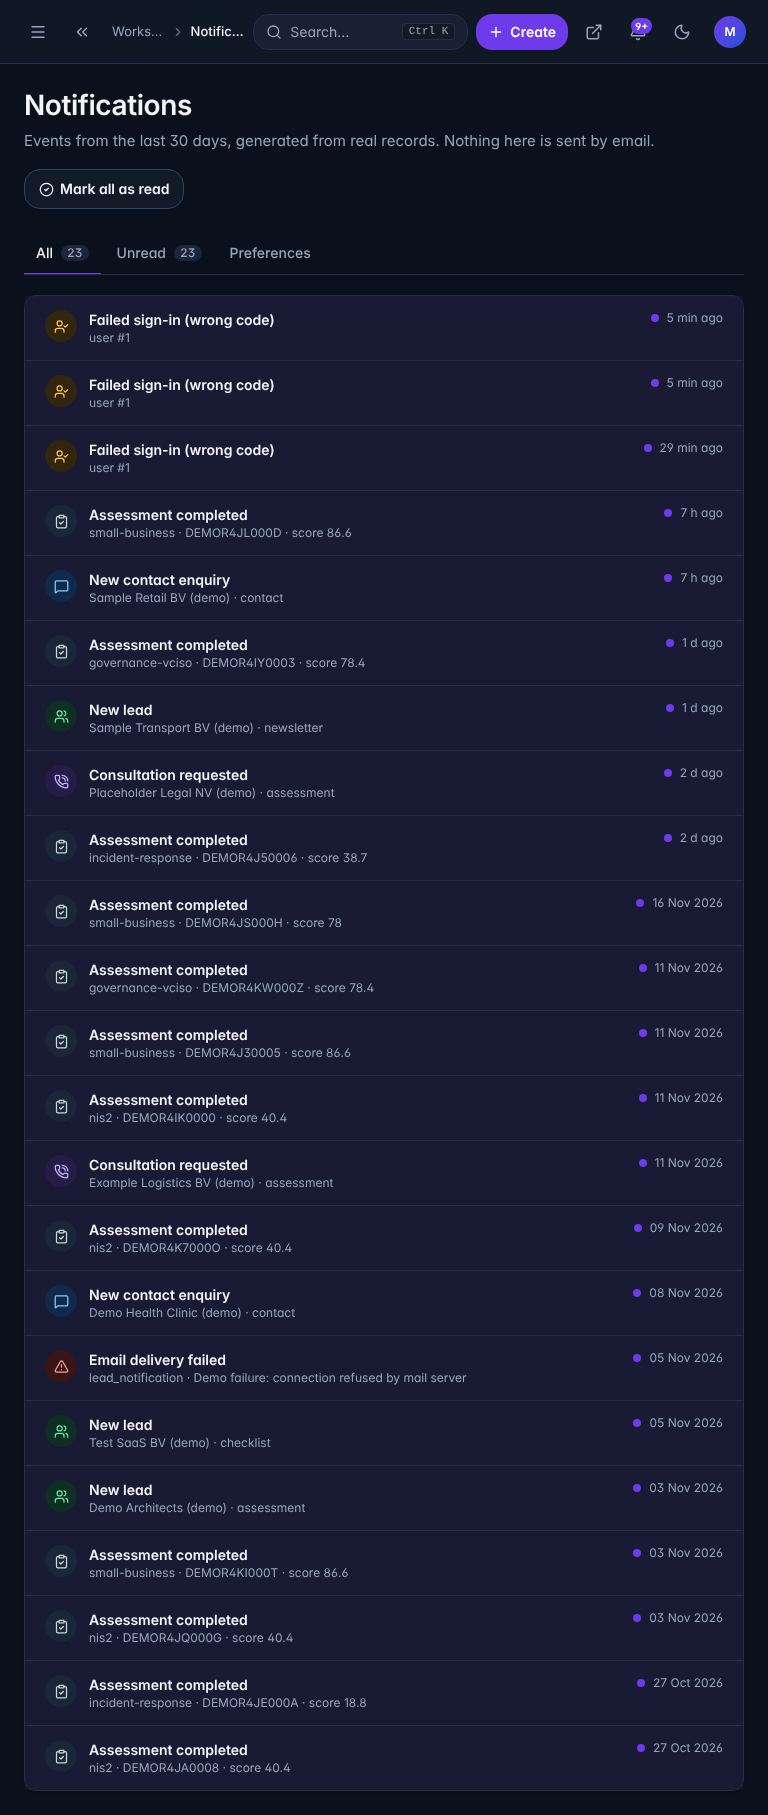 Works... > Notific... Search... Ctrl K + Create 9+ M
Notifications
Events from the last 30 days, generated from real records. Nothing here is sent by email.
Mark all as read
All 23 Unread 23 Preferences
Failed sign-in (wrong code) 5 min ago
user #1
Failed sign-in (wrong code) 5 min ago
user #1
Failed sign-in (wrong code) 29 min ago
user #1
Assessment completed 7 h ago
small-business · DEMOR4JL000D · score 86.6
New contact enquiry 7 h ago
Sample Retail BV (demo) · contact
Assessment completed 1 d ago
governance-vciso · DEMOR4IY0003 · score 78.4
New lead 1 d ago
Sample Transport BV (demo) · newsletter
Consultation requested 2 d ago
Placeholder Legal NV (demo) · assessment
Assessment completed 2 d ago
incident-response · DEMOR4J50006 · score 38.7
Assessment completed 16 Nov 2026
small-business · DEMOR4JS000H · score 78
Assessment completed 11 Nov 2026
governance-vciso · DEMOR4KW000Z · score 78.4
Assessment completed 11 Nov 2026
small-business · DEMOR4J30005 · score 86.6
Assessment completed 11 Nov 2026
nis2 · DEMOR4IK0000 · score 40.4
Consultation requested 11 Nov 2026
Example Logistics BV (demo) · assessment
Assessment completed 09 Nov 2026
nis2 · DEMOR4K7000O · score 40.4
New contact enquiry 08 Nov 2026
Demo Health Clinic (demo) · contact
Email delivery failed 05 Nov 2026
lead_notification · Demo failure: connection refused by mail server
New lead 05 Nov 2026
Test SaaS BV (demo) · checklist
New lead 03 Nov 2026
Demo Architects (demo) · assessment
Assessment completed 03 Nov 2026
small-business · DEMOR4KI000T · score 86.6
Assessment completed 03 Nov 2026
nis2 · DEMOR4JQ000G · score 40.4
Assessment completed 27 Oct 2026
incident-response · DEMOR4JE000A · score 18.8
Assessment completed 27 Oct 2026
nis2 · DEMOR4JA0008 · score 40.4